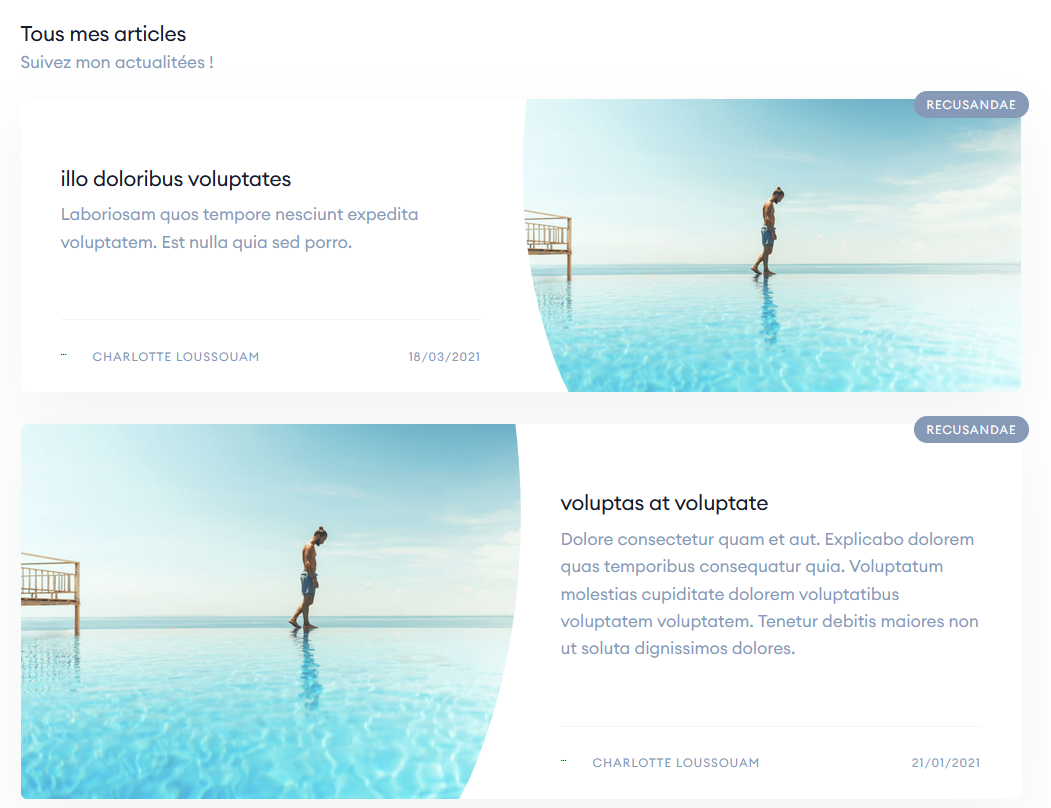 Tous mes articles
Suivez mon actualitées !
RECUSANDAE
illo doloribus voluptates
Laboriosam quos tempore nesciunt expedita
voluptatem. Est nulla quia sed porro.
CHARLOTTE LOUSSOUAM
18/03/2021
RECUSANDAE
voluptas at voluptate
Dolore consectetur quam et aut. Explicabo dolorem
quas temporibus consequatur quia. Voluptatum
molestias cupiditate dolorem voluptatibus
voluptatem voluptatem. Tenetur debitis maiores non
ut soluta dignissimos dolores.
CHARLOTTE LOUSSOUAM
21/01/2021